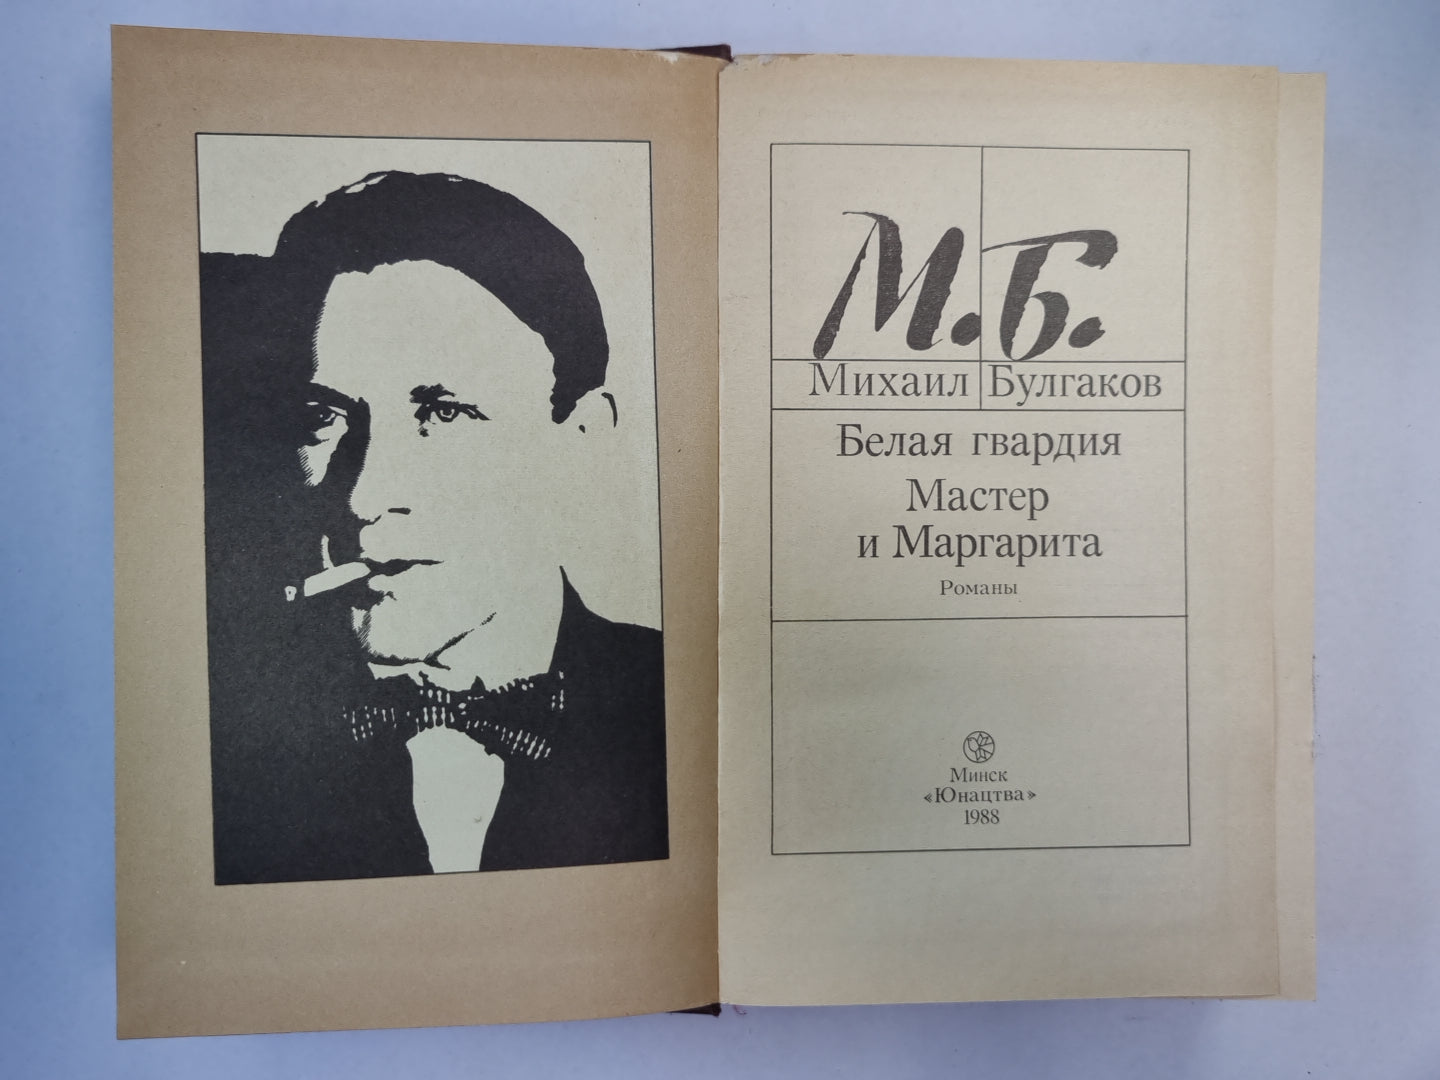 М. Б.
Михаил Булгаков
Белая гвардия
Мастер
и Маргарита
Романы
Минск
«Юнацтва»
1988